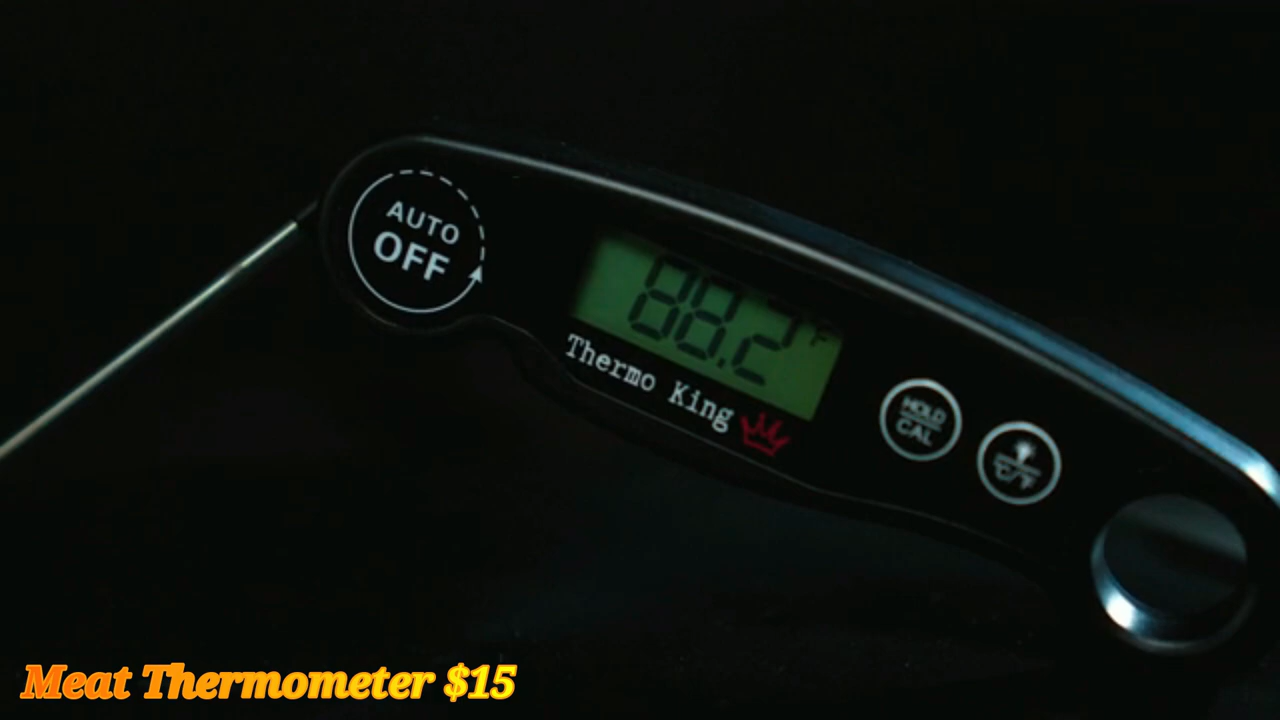 AUTO
OFF
88.2°F
Thermo King
HOLD
CAL
°C/°F
Meat Thermometer $15